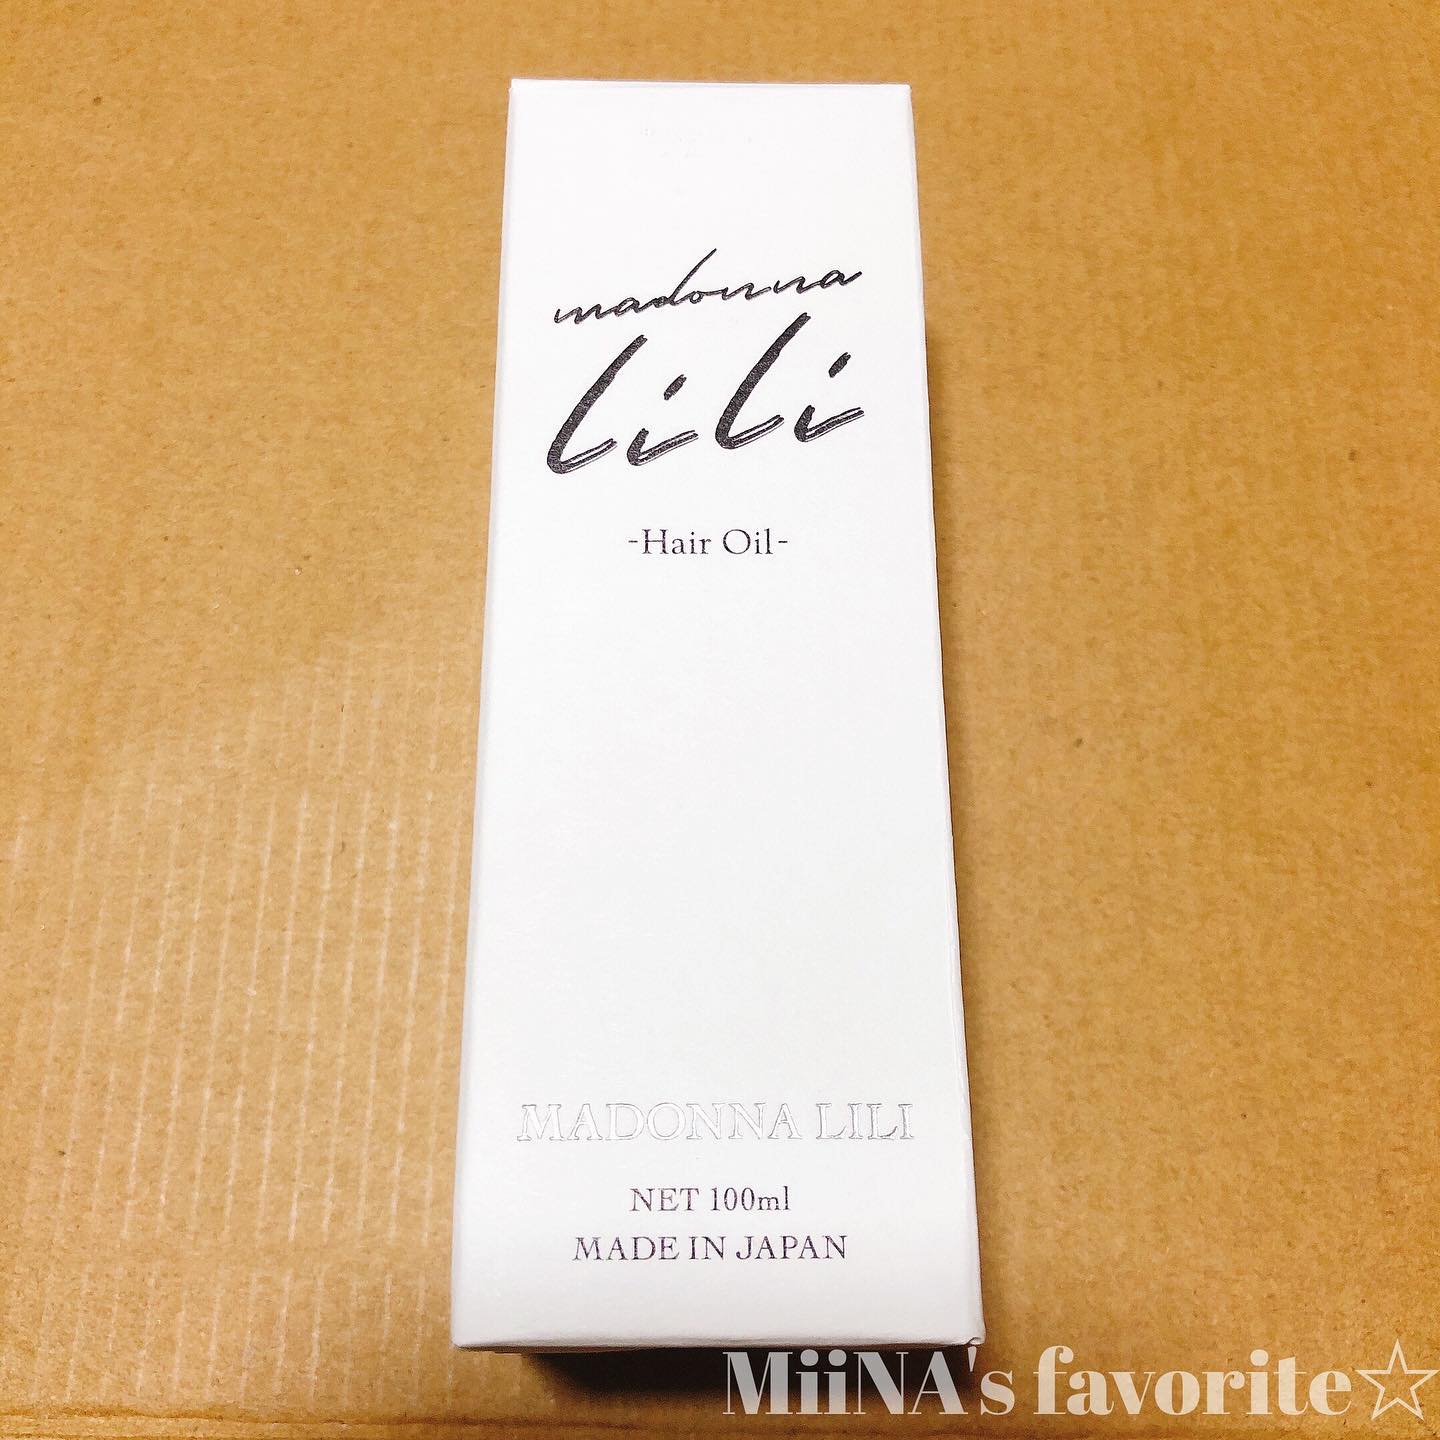 madonna
lili
-Hair Oil-
MADONNA LILI
NET 100ml
MADE IN JAPAN
MiiNA's favorite☆